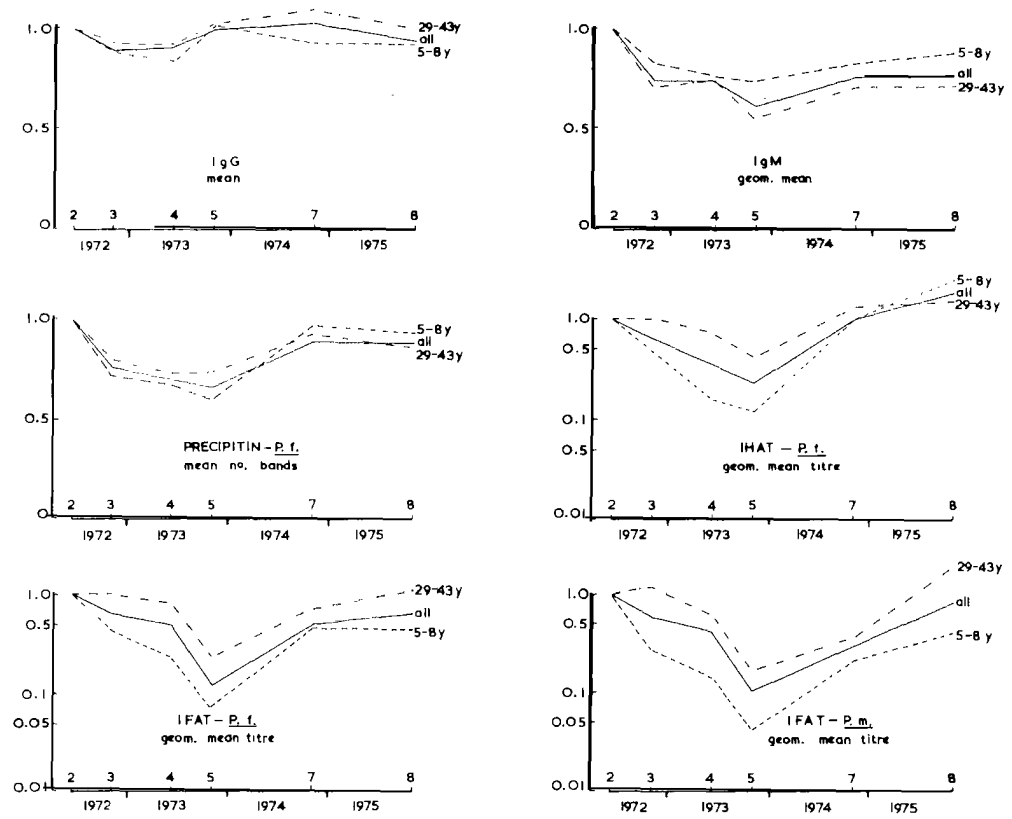 1.0
0.5
0
29-43y
all
5-8y
IgG
mean
2 3 4 5 7 8
1972 1973 1974 1975
1.0
0.5
0
5-8y
all
29-43y
IgM
geom. mean
2 3 4 5 7 8
1972 1973 1974 1975
1.0
0.5
0
5-8y
all
29-43y
PRECIPITIN-P. f.
mean no. bands
2 3 4 5 7 8
1972 1973 1974 1975
1.0
0.5
0.1
0.5
0.01
5-8y
all
29-43y
IHAT - P. f.
geom. mean titre
2 3 4 5 7 8
1972 1973 1974 1975
1.0
0.5
0.1
0.05
0.01
29-43y
all
5-8y
IFAT - P. f.
geom. mean titre
2 3 4 5 7 8
1972 1973 1974 1975
1.0
0.5
0.1
0.05
0.01
29-43y
all
5-8y
IFAT - P. m.
geom. mean titre
2 3 4 5 7 8
1972 1973 1974 1975